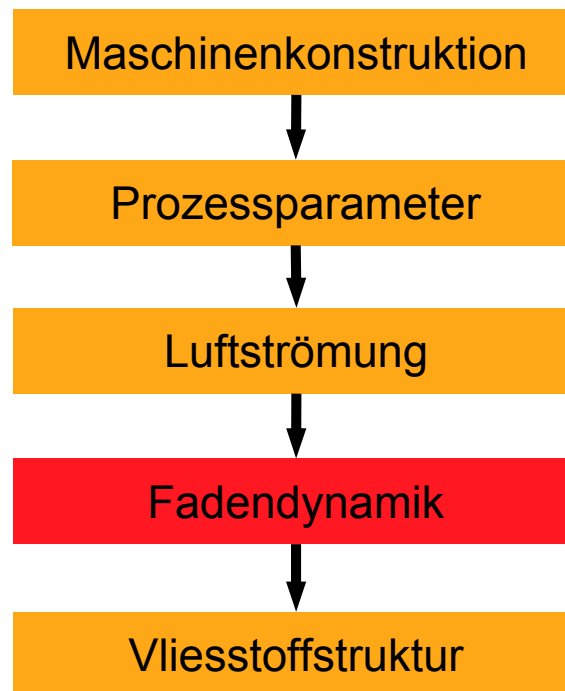 Maschinenkonstruktion
Prozessparameter
Luftströmung
Fadendynamik
Vliesstoffstruktur